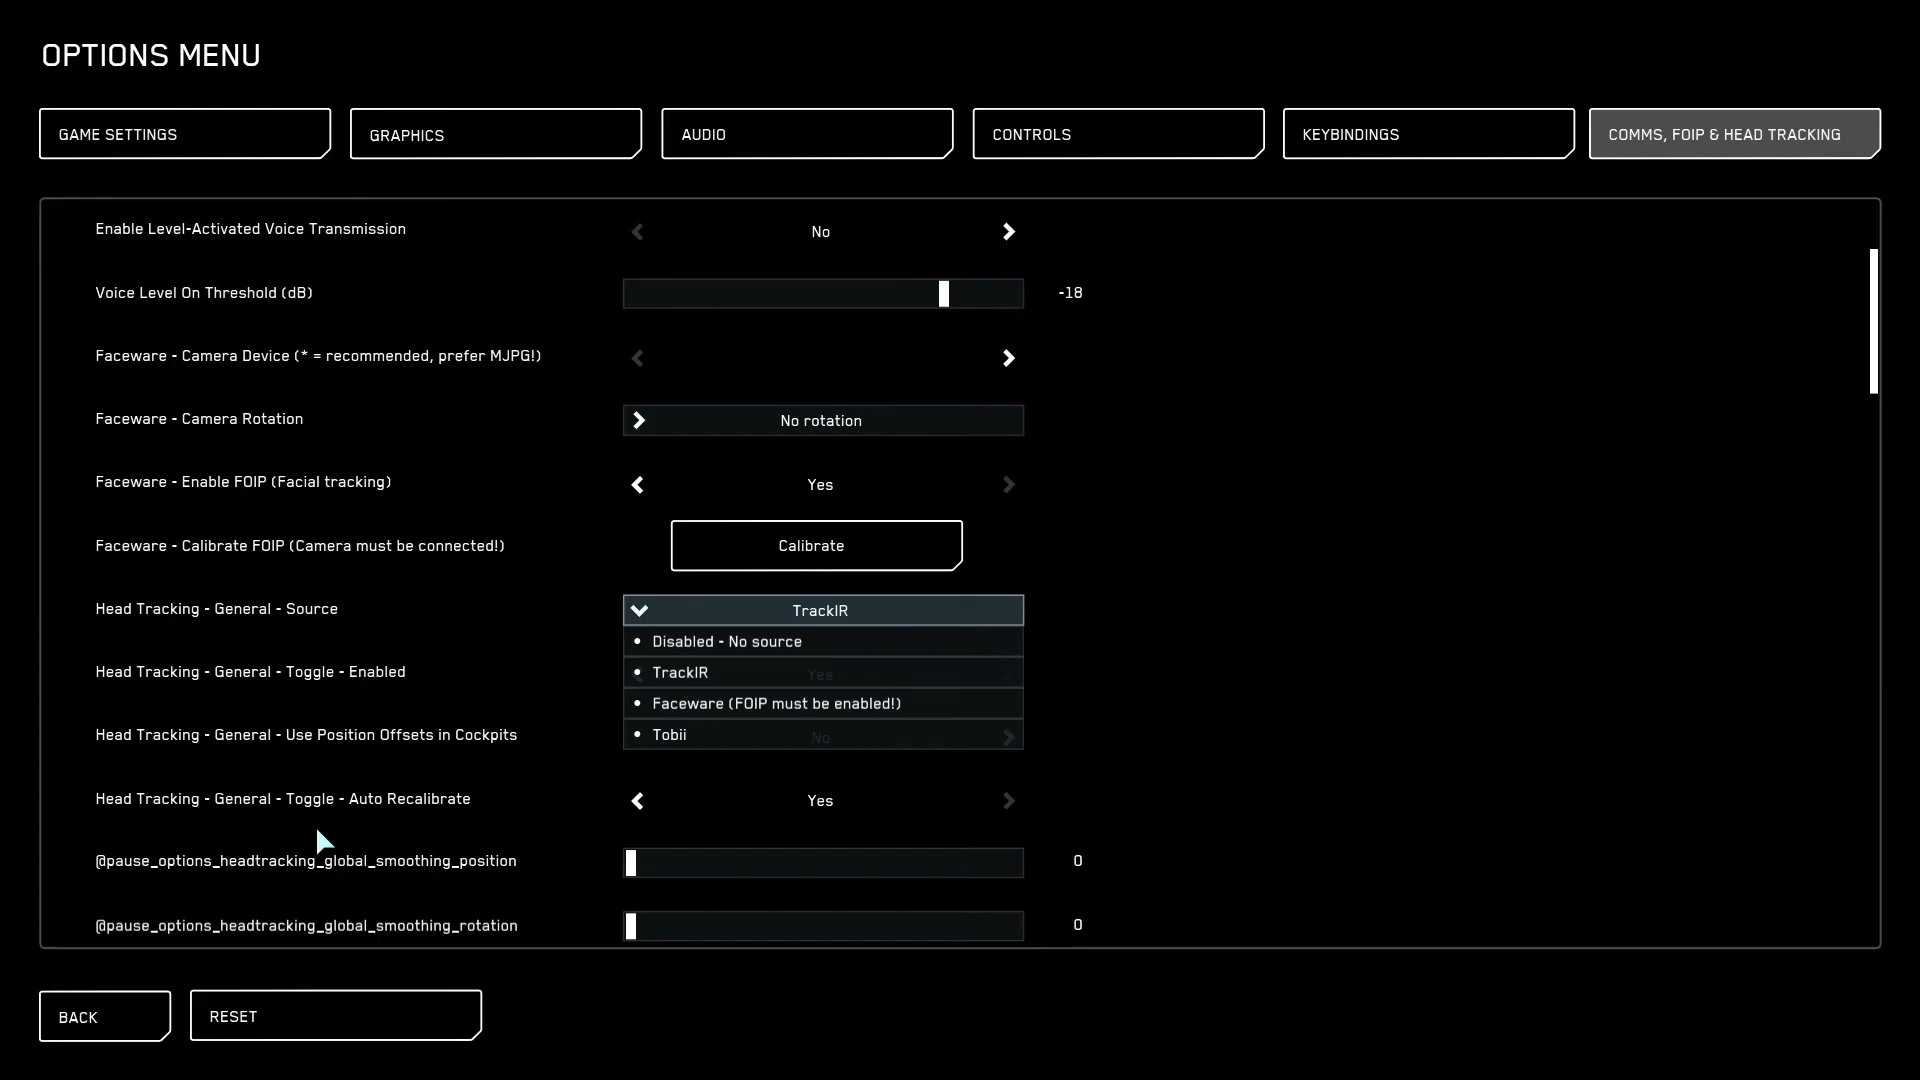 OPTIONS MENU
GAME SETTINGS
GRAPHICS
AUDIO
CONTROLS
KEYBINDINGS
COMMS, FOIP & HEAD TRACKING
Enable Level-Activated Voice Transmission
No
Voice Level On Threshold (dB)
-18
Faceware - Camera Device (* = recommended, prefer MJPG!)
Faceware - Camera Rotation
No rotation
Faceware - Enable FOIP (Facial tracking)
Yes
Faceware - Calibrate FOIP (Camera must be connected!)
Calibrate
Head Tracking - General - Source
TrackIR
Disabled - No source
Head Tracking - General - Toggle - Enabled
TrackIR
Yes
Faceware (FOIP must be enabled!)
Head Tracking - General - Use Position Offsets in Cockpits
Tobii
No
Head Tracking - General - Toggle - Auto Recalibrate
Yes
@pause_options_headtracking_global_smoothing_position
0
@pause_options_headtracking_global_smoothing_rotation
0
BACK
RESET